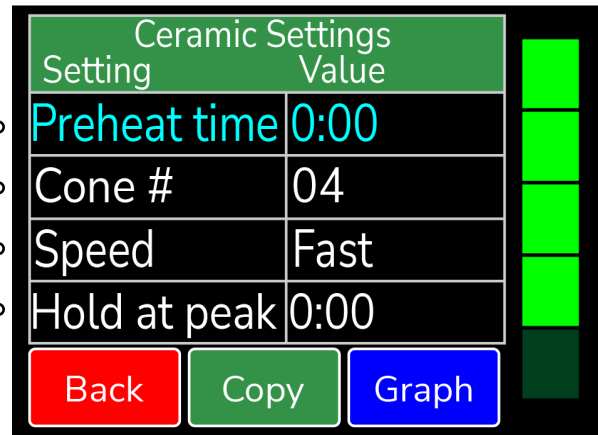 Ceramic Settings
Setting Value
Preheat time 0:00
Cone # 04
Speed Fast
Hold at peak 0:00
Back Copy Graph